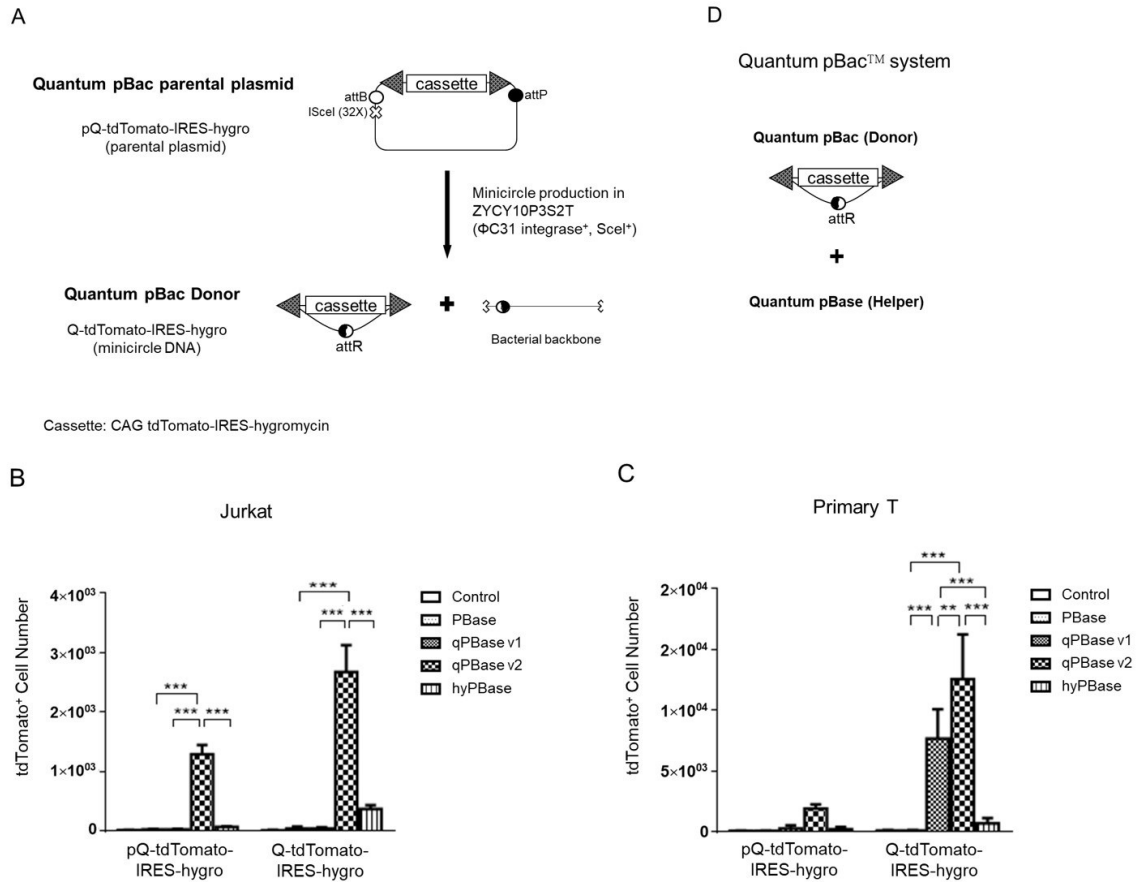 A
Quantum pBac parental plasmid
pQ-tdTomato-IRES-hygro
(parental plasmid)
cassette
attB
attP
ISceI (32X)
Minicircle production in
ZYCY10P3S2T
(ΦC31 integrase⁺, SceI⁺)
Quantum pBac Donor
Q-tdTomato-IRES-hygro
(minicircle DNA)
cassette
attR
+
Bacterial backbone
Cassette: CAG tdTomato-IRES-hygromycin
D
Quantum pBac™ system
Quantum pBac (Donor)
cassette
attR
+
Quantum pBase (Helper)
B
Jurkat
tdTomato⁺ Cell Number
4×10⁰³
3×10⁰³
2×10⁰³
1×10⁰³
0
***
*** ***
***
*** ***
pQ-tdTomato-
IRES-hygro
Q-tdTomato-
IRES-hygro
Control
PBase
qPBase v1
qPBase v2
hyPBase
C
Primary T
tdTomato⁺ Cell Number
2×10⁰⁴
2×10⁰⁴
1×10⁰⁴
5×10⁰³
0
***
***
*** ** ***
pQ-tdTomato-
IRES-hygro
Q-tdTomato-
IRES-hygro
Control
PBase
qPBase v1
qPBase v2
hyPBase